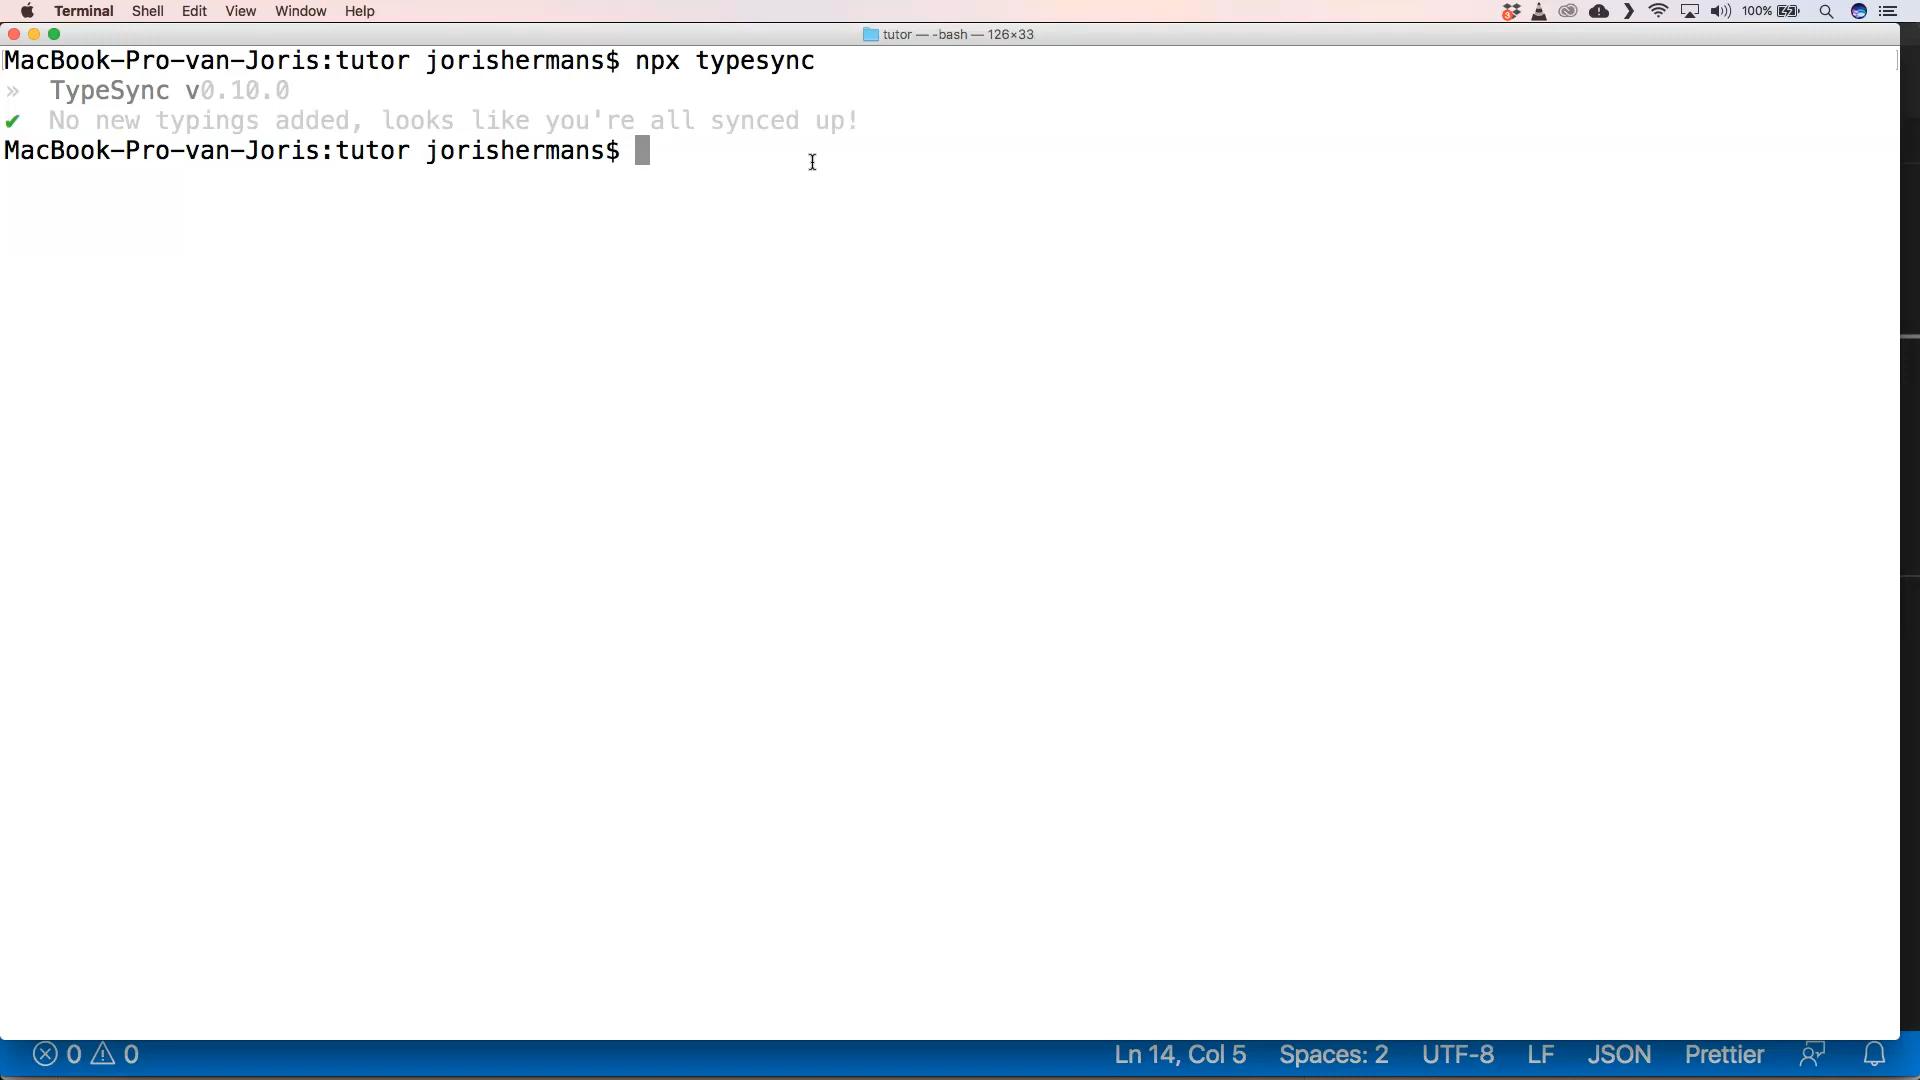 Terminal Shell Edit View Window Help 3 100%
tutor — -bash — 126×33
MacBook-Pro-van-Joris:tutor jorishermans$ npx typesync
» TypeSync v0.10.0
✔ No new typings added, looks like you're all synced up!
MacBook-Pro-van-Joris:tutor jorishermans$
0 0 Ln 14, Col 5 Spaces: 2 UTF-8 LF JSON Prettier